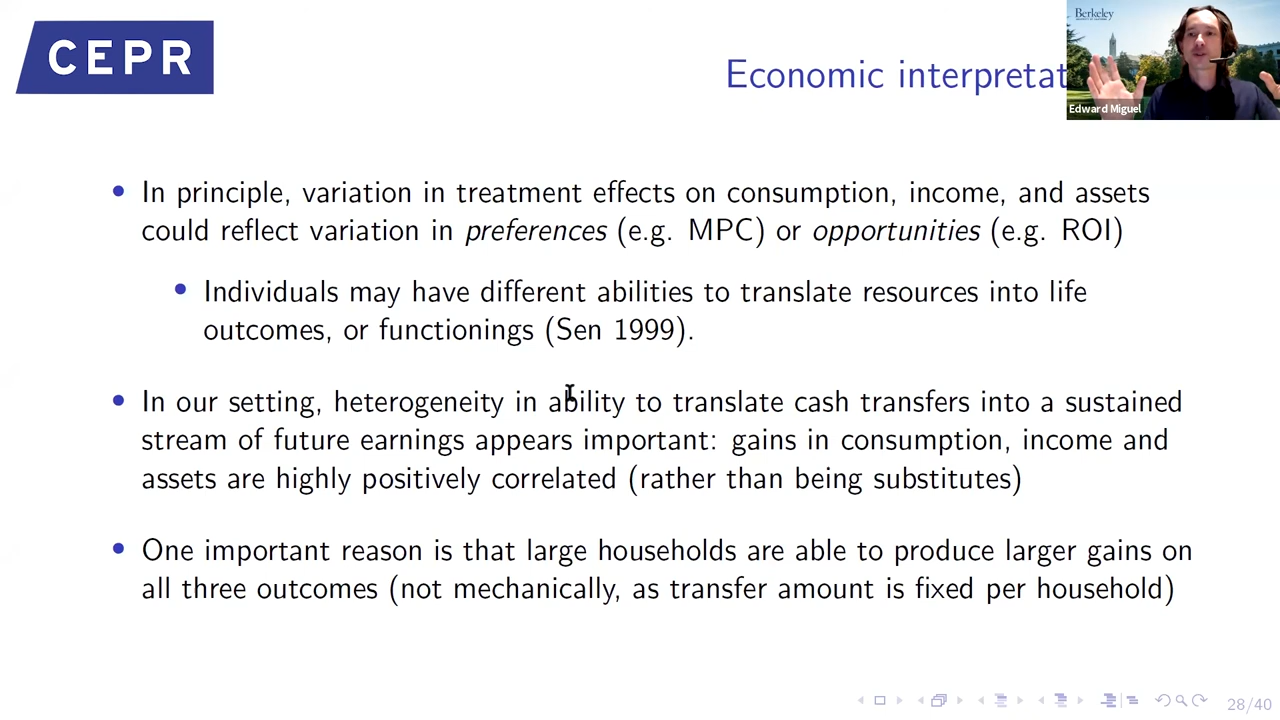 CEPR
Economic interpretat
Berkeley
Edward Miguel
• In principle, variation in treatment effects on consumption, income, and assets
could reflect variation in preferences (e.g. MPC) or opportunities (e.g. ROI)
• Individuals may have different abilities to translate resources into life
outcomes, or functionings (Sen 1999).
• In our setting, heterogeneity in ability to translate cash transfers into a sustained
stream of future earnings appears important: gains in consumption, income and
assets are highly positively correlated (rather than being substitutes)
• One important reason is that large households are able to produce larger gains on
all three outcomes (not mechanically, as transfer amount is fixed per household)
28/40